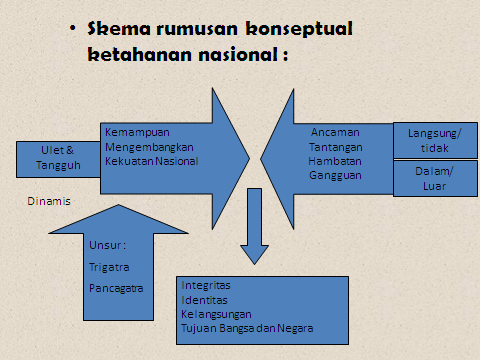 • Skema rumusan konseptual
ketahanan nasional :
Ulet &
Tangguh
Dinamis
Kemampuan
Mengembangkan
Kekuatan Nasional
Ancaman
Tantangan
Hambatan
Gangguan
Langsung/
tidak
Dalam/
Luar
Unsur :
Trigatra
Pancagatra
Integritas
Identitas
Kelangsungan
Tujuan Bangsa dan Negara